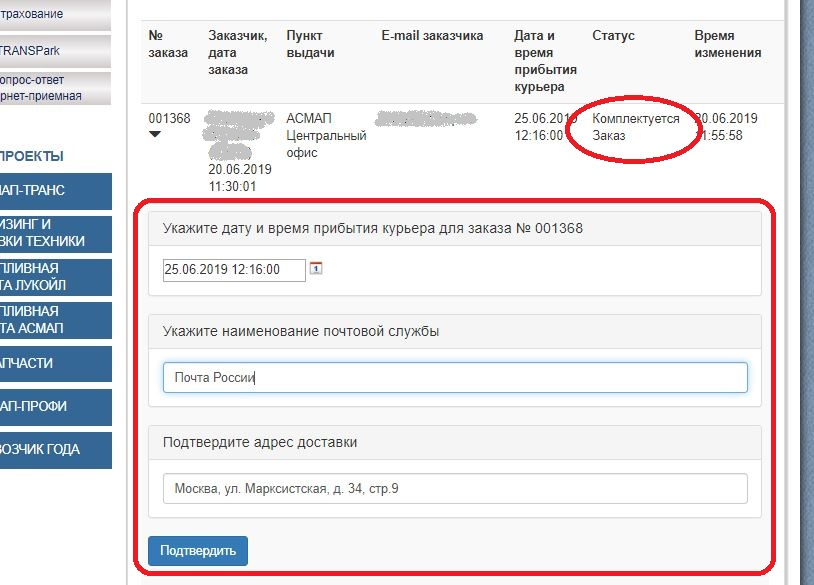 трахование
TRANSPark
опрос-ответ
рнет-приемная
ПРОЕКТЫ
МАП-ТРАНС
ИЗИНГ И
ВКИ ТЕХНИКИ
ПЛИВНАЯ
ТА ЛУКОЙЛ
ПЛИВНАЯ
ТА АСМАП
АПЧАСТИ
АП-ПРОФИ
ВОЗЧИК ГОДА
№
заказа
Заказчик,
дата
заказа
Пункт
выдачи
E-mail заказчика
Дата и
время
прибытия
курьера
Статус
Время
изменения
001368
20.06.2019
11:30:01
АСМАП
Центральный
офис
25.06.2019
12:16:00
Комплектуется
Заказ
20.06.2019
11:55:58
Укажите дату и время прибытия курьера для заказа № 001368
25.06.2019 12:16:00
Укажите наименование почтовой службы
Почта России
Подтвердите адрес доставки
Москва, ул. Марксистская, д. 34, стр.9
Подтвердить